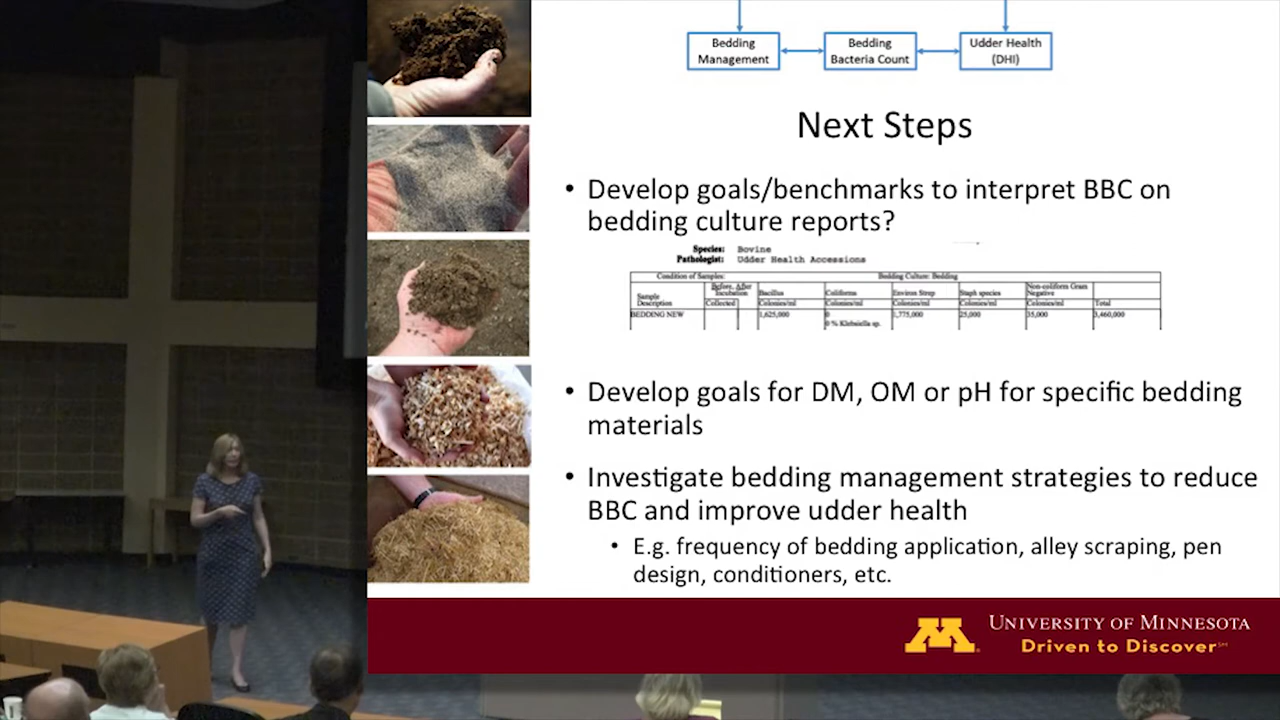 Bedding
Management
Bedding
Bacteria Count
Udder Health
(DHI)
Next Steps
• Develop goals/benchmarks to interpret BBC on
bedding culture reports?
Species: Bovine
Pathologist: Udder Health Accessions
Condition of Samples: Bedding Culture: Bedding
Sample
Description
Before, After
Incubation
Collected
Bacillus
Colonies/ml
Coliforms
Colonies/ml
Environ Strep
Colonies/ml
Staph species
Colonies/ml
Non-coliform Gram
Negative
Colonies/ml
Total
BEDDING NEW 1,625,000 0 1,775,000 25,000 35,000 3,460,000
0 % Klebsiella sp.
• Develop goals for DM, OM or pH for specific bedding
materials
• Investigate bedding management strategies to reduce
BBC and improve udder health
• E.g. frequency of bedding application, alley scraping, pen
design, conditioners, etc.
M
University of Minnesota
Driven to Discover℠